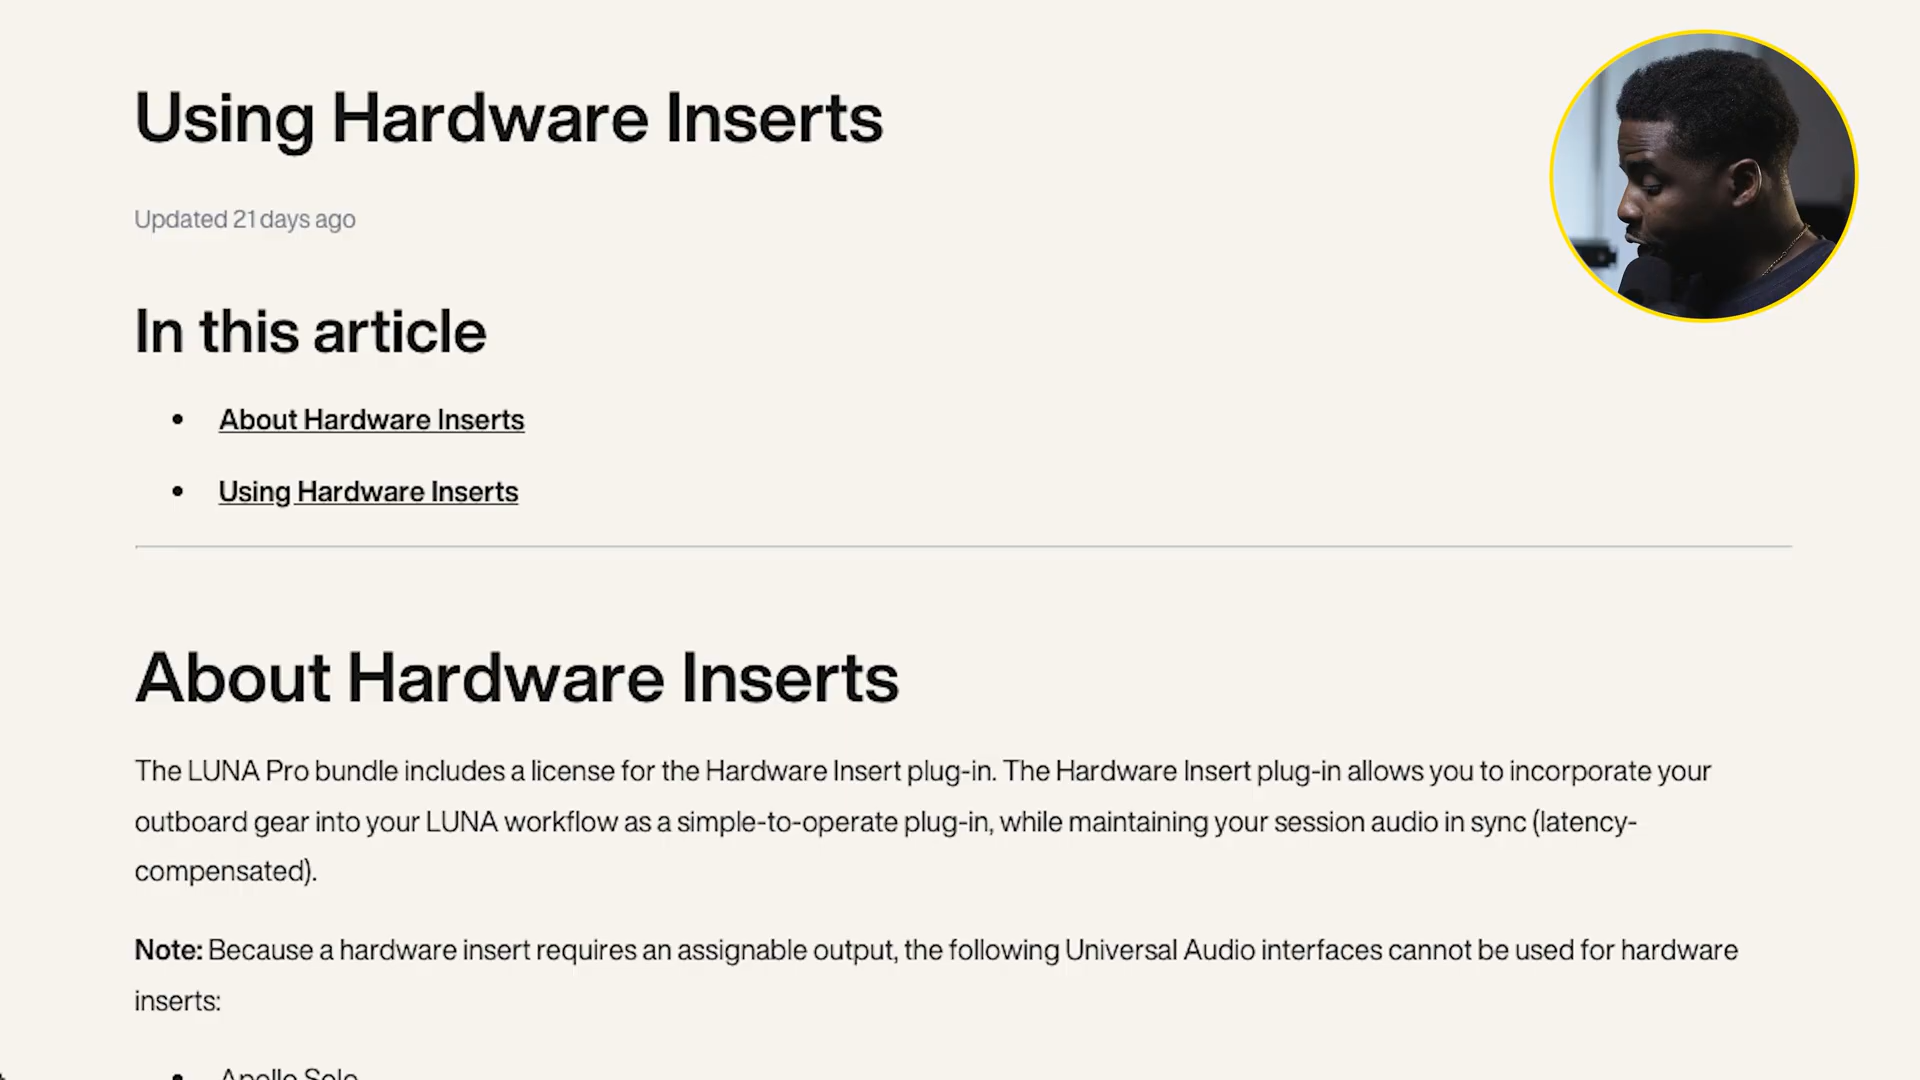 Using Hardware Inserts
Updated 21 days ago
In this article
About Hardware Inserts
Using Hardware Inserts
About Hardware Inserts
The LUNA Pro bundle includes a license for the Hardware Insert plug-in. The Hardware Insert plug-in allows you to incorporate your
outboard gear into your LUNA workflow as a simple-to-operate plug-in, while maintaining your session audio in sync (latency-
compensated).
Note: Because a hardware insert requires an assignable output, the following Universal Audio interfaces cannot be used for hardware
inserts:
Apollo Solo